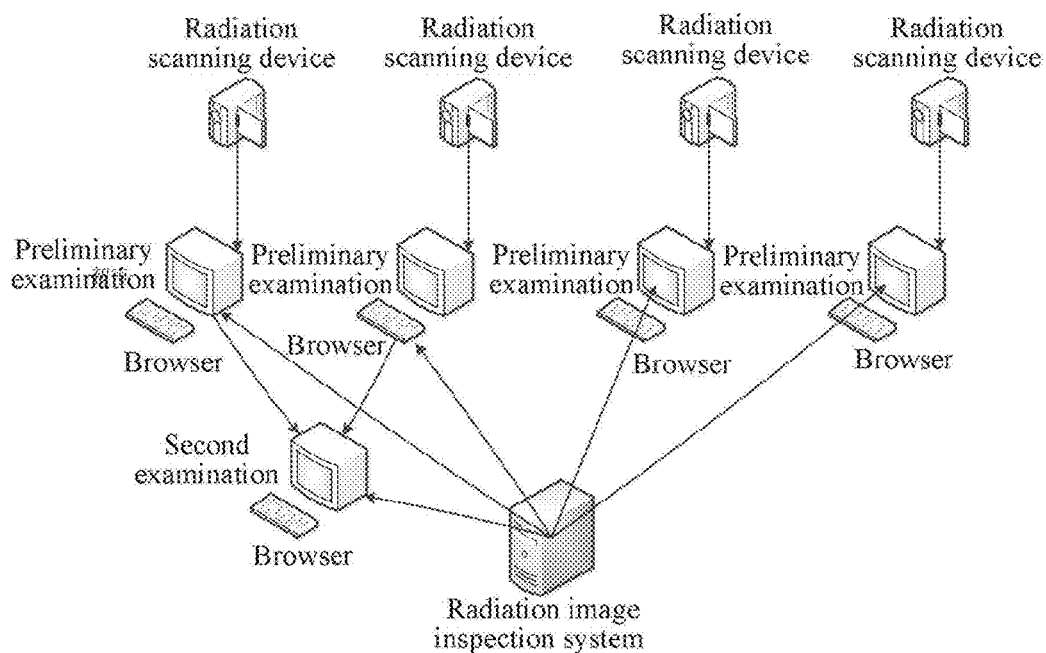 Radiation
scanning device
Radiation
scanning device
Radiation
scanning device
Radiation
scanning device
Preliminary
examination
Preliminary
examination
Preliminary
examination
Preliminary
examination
Browser
Browser
Browser
Browser
Second
examination
Browser
Radiation image
inspection system